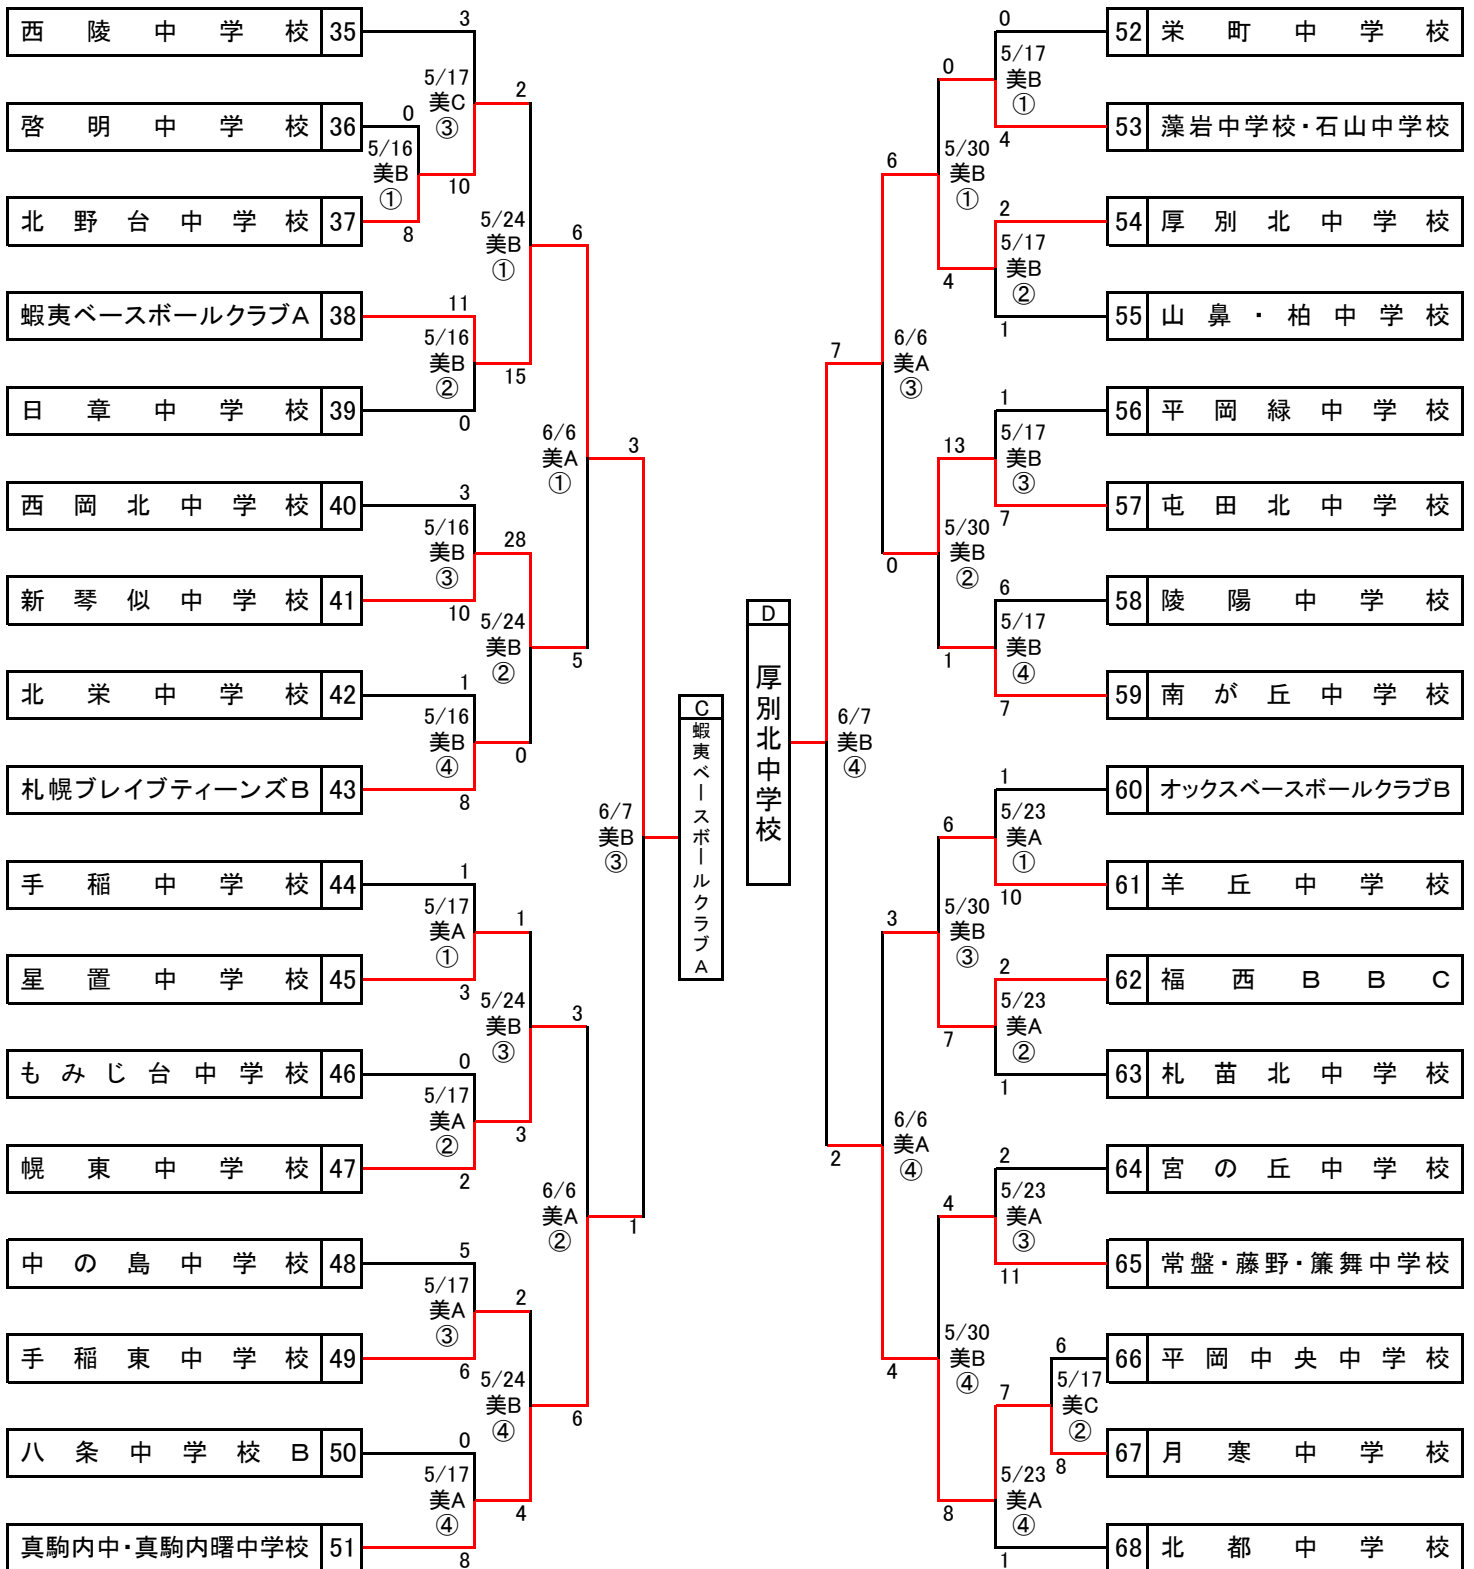 西陵中学校 35
啓明中学校 36
北野台中学校 37
蝦夷ベースボールクラブA 38
日章中学校 39
西岡北中学校 40
新琴似中学校 41
北栄中学校 42
札幌ブレイブティーンズB 43
手稲中学校 44
星置中学校 45
もみじ台中学校 46
幌東中学校 47
中の島中学校 48
手稲東中学校 49
八条中学校B 50
真駒内中・真駒内曙中学校 51
3
5/17
美C
③
10
0
5/16
美B
①
8
11
5/16
美B
②
0
3
5/16
美B
③
10
1
5/16
美B
④
8
1
5/17
美A
①
3
0
5/17
美A
②
2
5
5/17
美A
③
6
0
5/17
美A
④
8
2
5/24
美B
①
15
28
5/24
美B
②
0
1
5/24
美B
③
3
2
5/24
美B
④
4
6
6/6
美A
①
5
3
6/6
美A
②
6
3
6/7
美B
③
1
C
蝦夷ベースボールクラブA
D
厚別北中学校
7
6/7
美B
④
2
6
6/6
美A
③
0
3
6/6
美A
④
4
0
5/30
美B
①
4
13
5/30
美B
②
1
6
5/30
美B
③
7
4
5/30
美B
④
8
0
5/17
美B
①
4
2
5/17
美B
②
1
1
5/17
美B
③
7
6
5/17
美B
④
7
1
5/23
美A
①
10
2
5/23
美A
②
1
2
5/23
美A
③
11
6
5/17
美C
②
8
7
5/23
美A
④
1
52 栄町中学校
53 藻岩中学校・石山中学校
54 厚別北中学校
55 山鼻・柏中学校
56 平岡緑中学校
57 屯田北中学校
58 陵陽中学校
59 南が丘中学校
60 オックスベースボールクラブB
61 羊丘中学校
62 福西BBC
63 札苗北中学校
64 宮の丘中学校
65 常盤・藤野・簾舞中学校
66 平岡中央中学校
67 月寒中学校
68 北都中学校